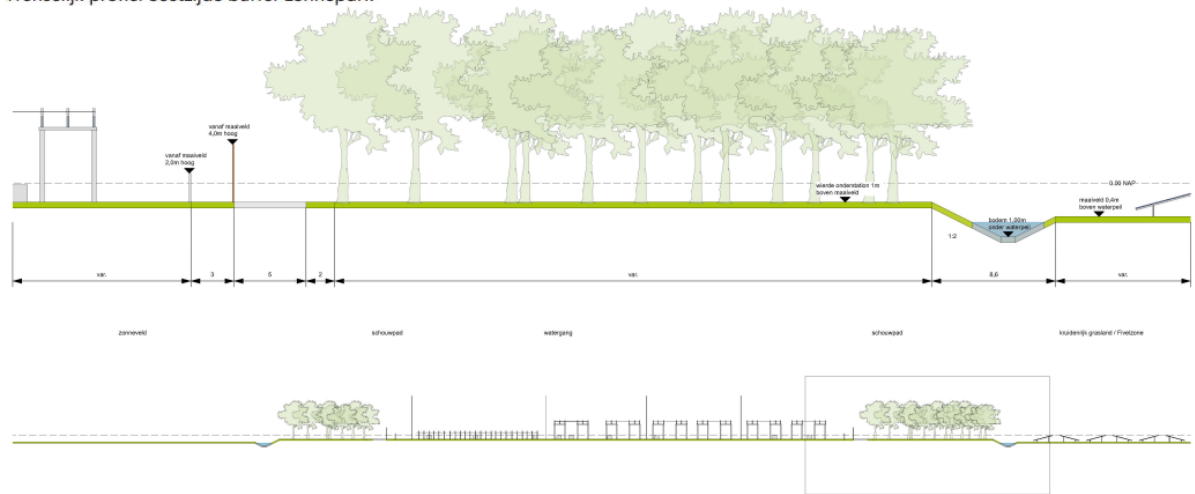 vanaf maaiveld
4,0m hoog
vanaf maaiveld
2,0m hoog
wierde onderstation 1m
boven maaiveld
0.00 NAP
maaiveld 0,4m
boven waterpeil
bodem 1,00m
onder waterpeil
1:2
var.
3
5
2
var.
8,6
var.
zonneveld
schouwpad
watergang
schouwpad
kruidenrijk grasland / Fivelzone